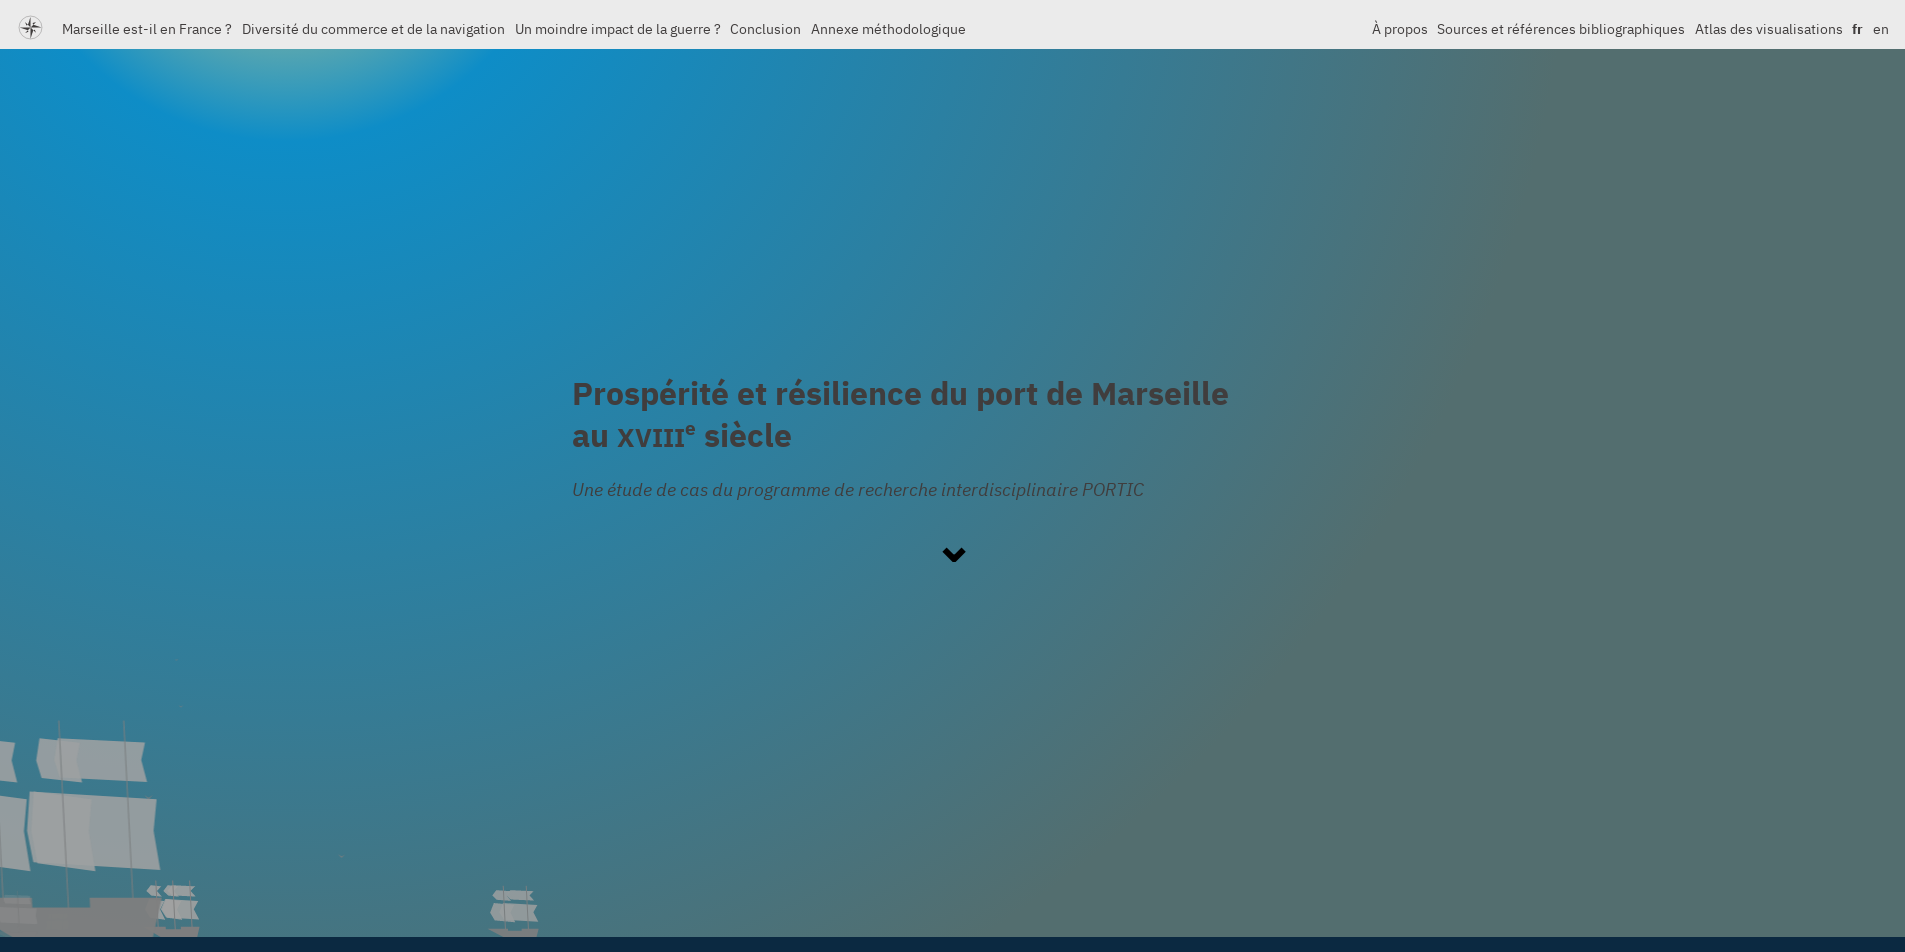 Marseille est-il en France ? Diversité du commerce et de la navigation Un moindre impact de la guerre ? Conclusion Annexe méthodologique À propos Sources et références bibliographiques Atlas des visualisations fr en
Prospérité et résilience du port de Marseille
au XVIIIe siècle
Une étude de cas du programme de recherche interdisciplinaire PORTIC